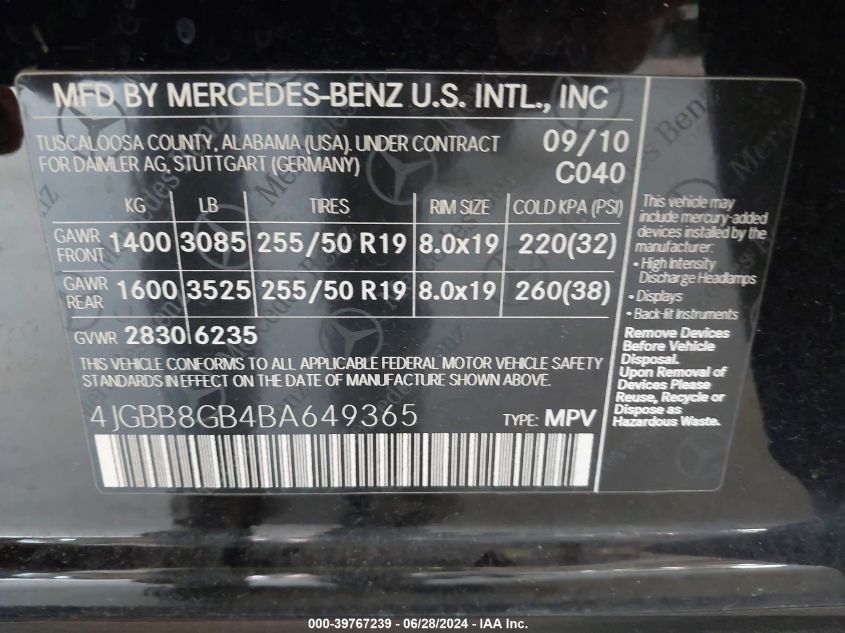 MFD BY MERCEDES-BENZ U.S. INTL., INC
TUSCALOOSA COUNTY, ALABAMA (USA). UNDER CONTRACT
FOR DAIMLER AG, STUTTGART (GERMANY)
09/10
C040
KG LB TIRES RIM SIZE COLD KPA (PSI)
GAWR FRONT 1400 3085 255/50 R19 8.0x19 220(32)
GAWR REAR 1600 3525 255/50 R19 8.0x19 260(38)
GVWR 2830 6235
THIS VEHICLE CONFORMS TO ALL APPLICABLE FEDERAL MOTOR VEHICLE SAFETY
STANDARDS IN EFFECT ON THE DATE OF MANUFACTURE SHOWN ABOVE
4JGBB8GB4BA649365 TYPE: MPV
This vehicle may
include mercury-added
devices installed by the
manufacturer:
• High Intensity
Discharge Headlamps
• Displays
• Back-lit Instruments
Remove Devices
Before Vehicle
Disposal.
Upon Removal of
Devices Please
Reuse, Recycle or
Dispose as
Hazardous Waste.
Mercedes Benz
000-39767239 - 06/28/2024 - IAA Inc.